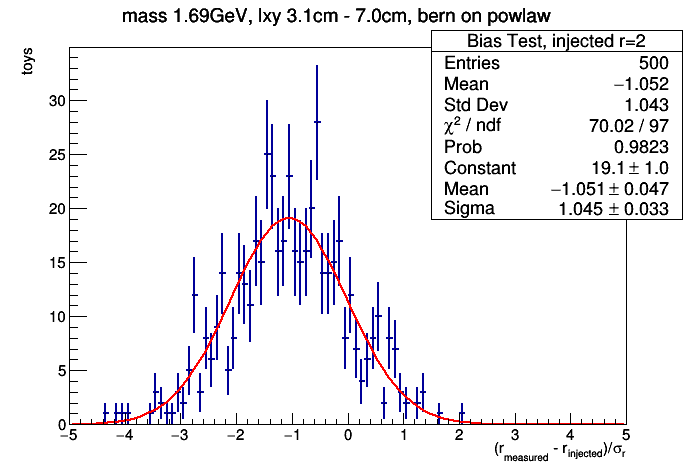 mass 1.69GeV, lxy 3.1cm - 7.0cm, bern on powlaw
toys
Bias Test, injected r=2
Entries 500
Mean −1.052
Std Dev 1.043
χ² / ndf 70.02 / 97
Prob 0.9823
Constant 19.1 ± 1.0
Mean −1.051 ± 0.047
Sigma 1.045 ± 0.033
30
25
20
15
10
5
0
−5 −4 −3 −2 −1 0 1 2 3 4 5
(r_measured - r_injected)/σ_r